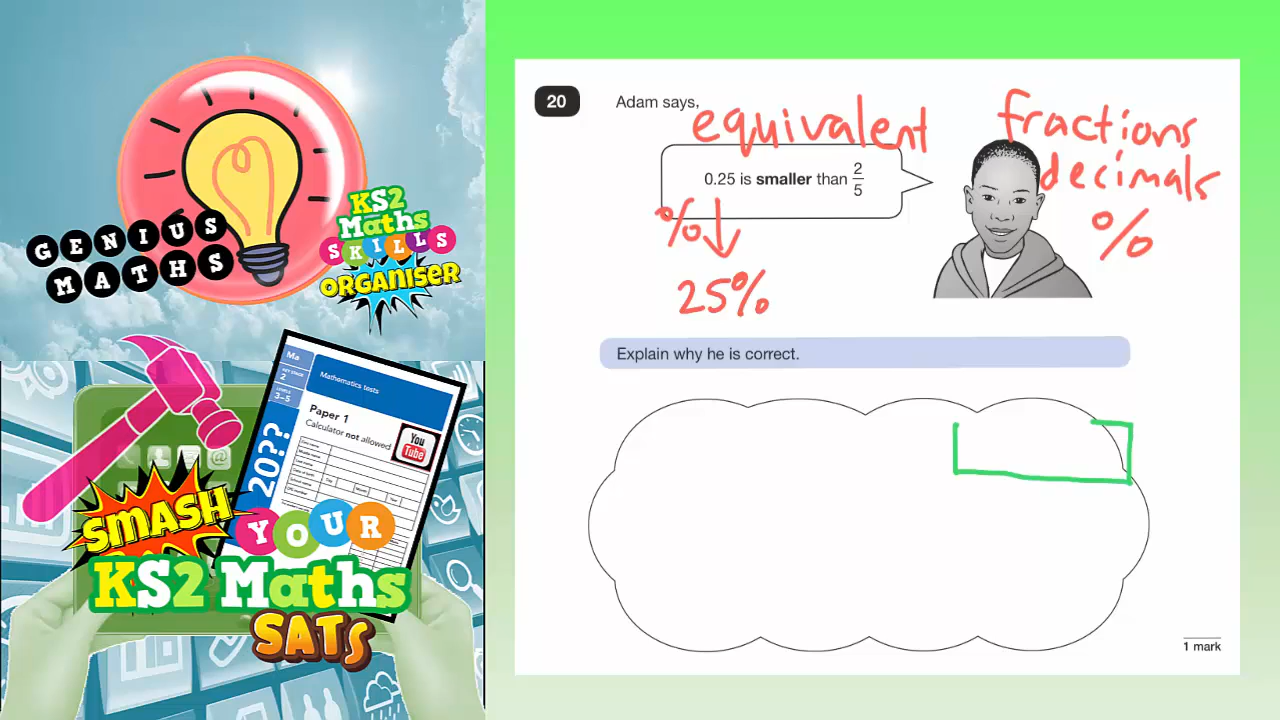 GENIUS
MATHS
KS2
Maths
SKILLS
ORGANISER
Ma
KEY STAGE
2
LEVELS
3–5
Mathematics tests
Paper 1
Calculator not allowed
20??
You
Tube
SMASH
YOUR
KS2 Maths
SATS
20
Adam says,
equivalent
fractions
decimals
%
0.25 is smaller than 2/5
%
25%
Explain why he is correct.
1 mark